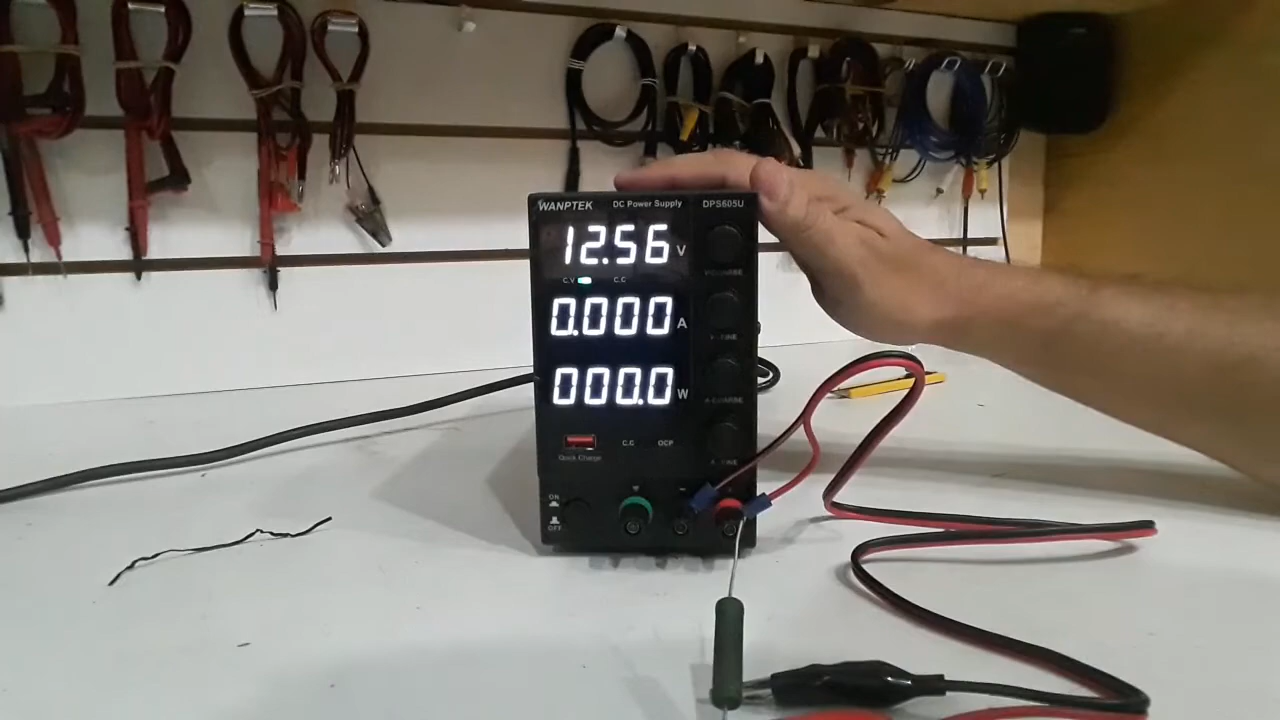 WANPTEK DC Power Supply DPS605U
12.56 V
C.V C.C
0.000 A
000.0 W
C.C OCP
Quick Charge
ON
OFF